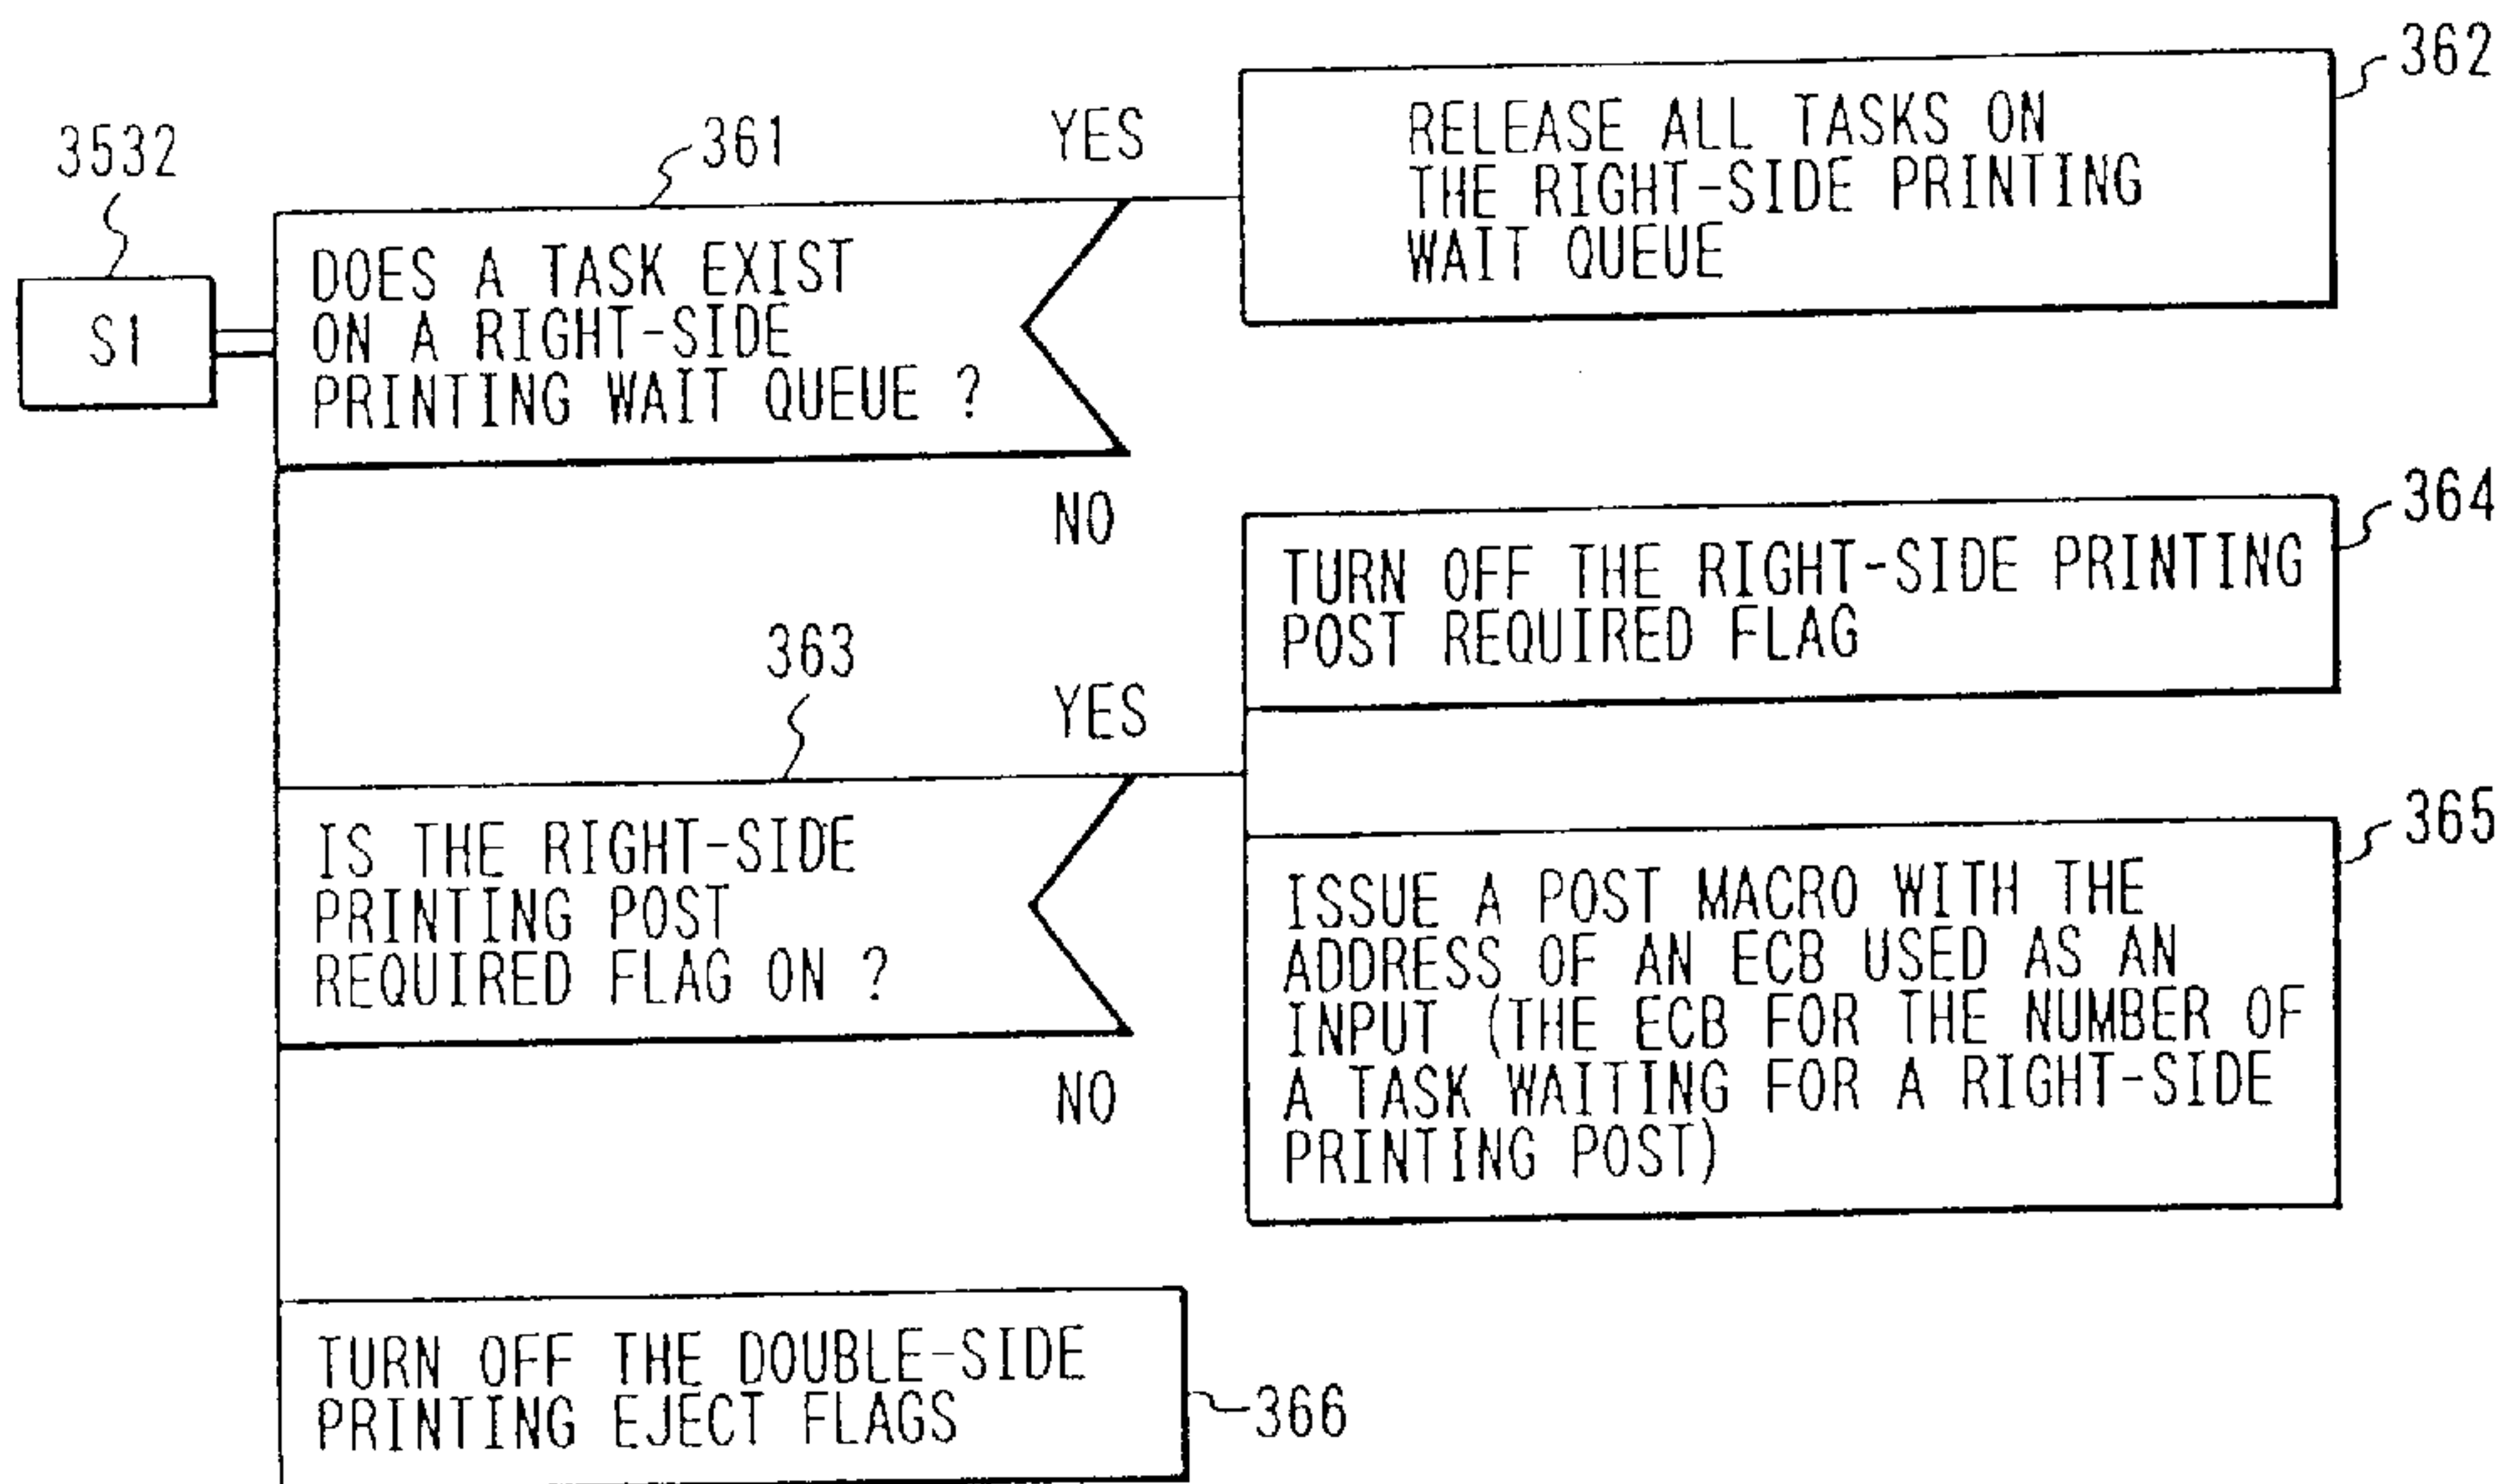 3532
S1
361
DOES A TASK EXIST
ON A RIGHT-SIDE
PRINTING WAIT QUEUE ?
YES
NO
362
RELEASE ALL TASKS ON
THE RIGHT-SIDE PRINTING
WAIT QUEUE
363
IS THE RIGHT-SIDE
PRINTING POST
REQUIRED FLAG ON ?
YES
NO
364
TURN OFF THE RIGHT-SIDE PRINTING
POST REQUIRED FLAG
365
ISSUE A POST MACRO WITH THE
ADDRESS OF AN ECB USED AS AN
INPUT (THE ECB FOR THE NUMBER OF
A TASK WAITING FOR A RIGHT-SIDE
PRINTING POST)
TURN OFF THE DOUBLE-SIDE
PRINTING EJECT FLAGS
366